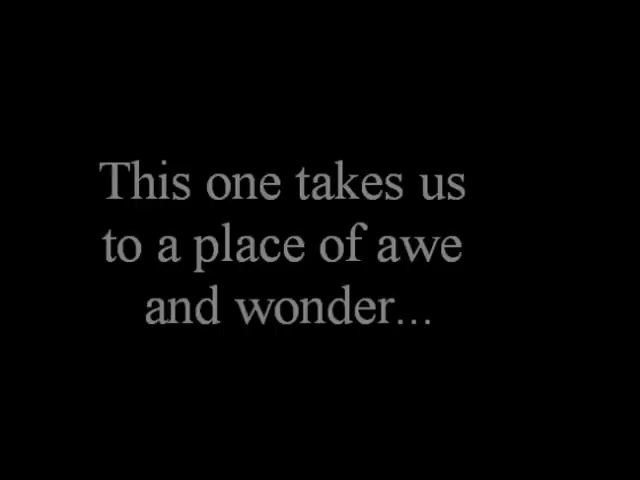 This one takes us
to a place of awe
and wonder...